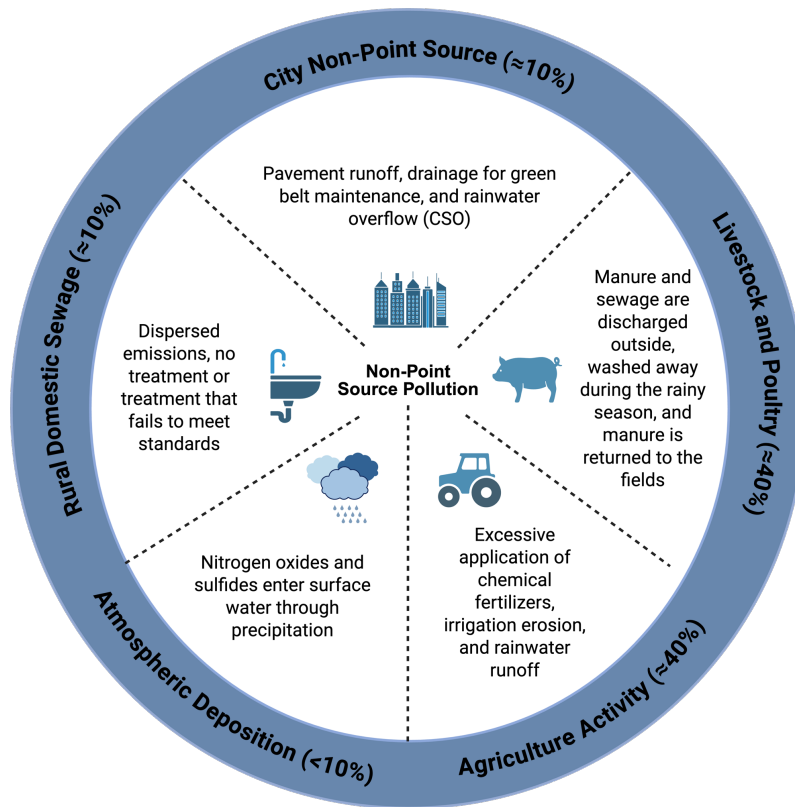 City Non-Point Source (≈10%)
Pavement runoff, drainage for green
belt maintenance, and rainwater
overflow (CSO)
Livestock and Poultry (≈40%)
Manure and
sewage are
discharged
outside,
washed away
during the rainy
season, and
manure is
returned to the
fields
Rural Domestic Sewage (≈10%)
Dispersed
emissions, no
treatment or
treatment that
fails to meet
standards
Non-Point
Source Pollution
Atmospheric Deposition (<10%)
Nitrogen oxides and
sulfides enter surface
water through
precipitation
Agriculture Activity (≈40%)
Excessive
application of
chemical
fertilizers,
irrigation erosion,
and rainwater
runoff